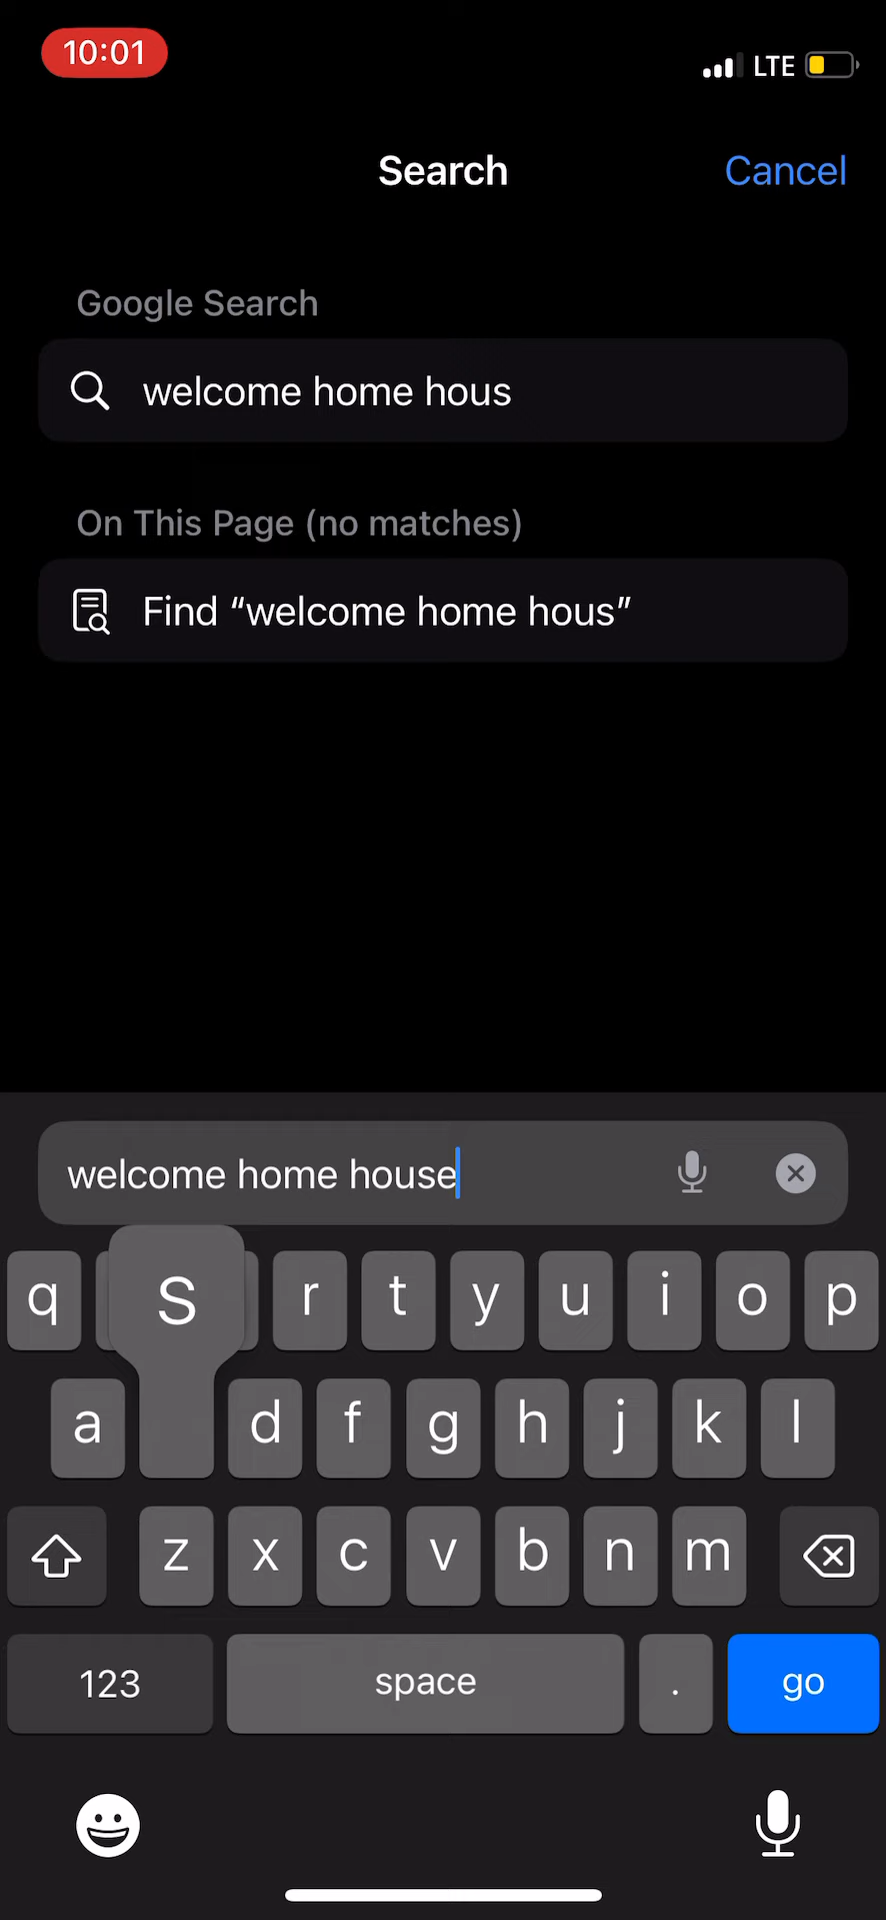 10:01
LTE
Search
Cancel
Google Search
welcome home hous
On This Page (no matches)
Find “welcome home hous”
welcome home house
q r t y u i o p
S
a d f g h j k l
z x c v b n m
123 space . go